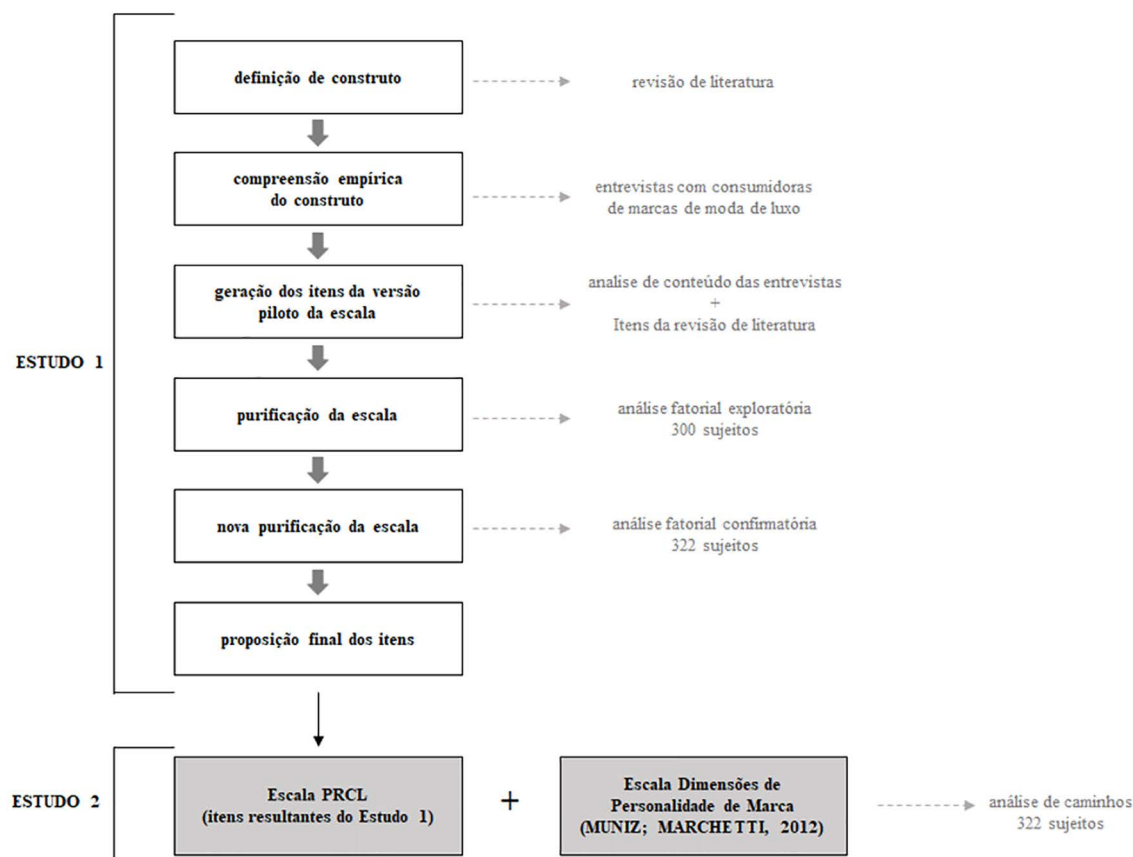 definição de construto
revisão de literatura
compreensão empírica
do construto
entrevistas com consumidoras
de marcas de moda de luxo
geração dos itens da versão
piloto da escala
analise de conteúdo das entrevistas
+
Itens da revisão de literatura
ESTUDO 1
purificação da escala
análise fatorial exploratória
300 sujeitos
nova purificação da escala
análise fatorial confirmatória
322 sujeitos
proposição final dos itens
ESTUDO 2
Escala PRCL
(itens resultantes do Estudo 1)
+
Escala Dimensões de
Personalidade de Marca
(MUNIZ; MARCHETTI, 2012)
análise de caminhos
322 sujeitos